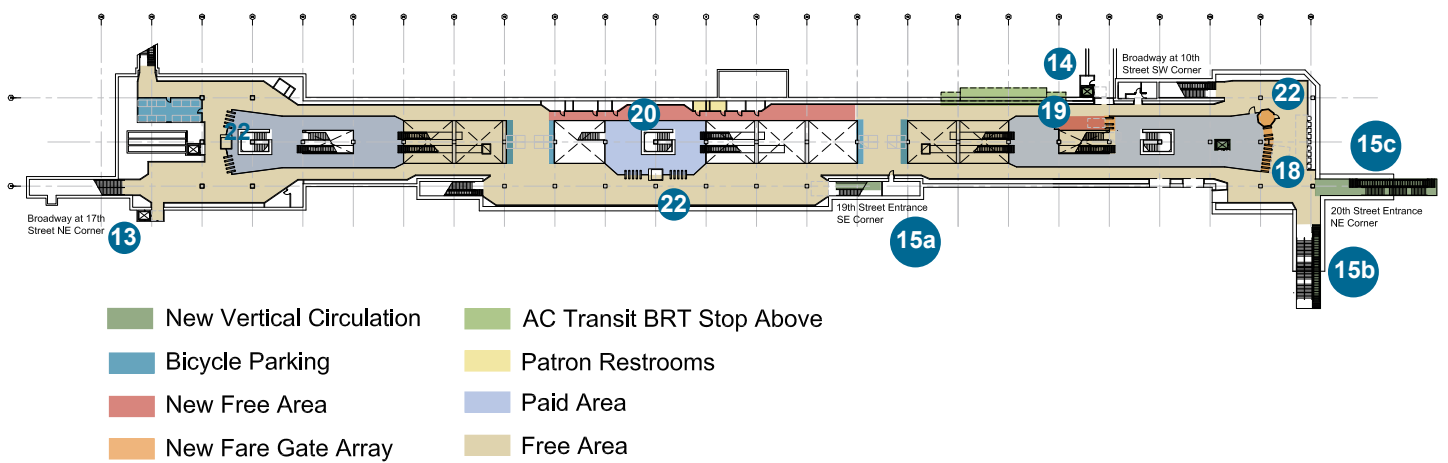 14
Broadway at 10th
Street SW Corner
20
19
22
22
18
15c
Broadway at 17th
Street NE Corner
13
22
19th Street Entrance
SE Corner
15a
20th Street Entrance
NE Corner
15b
New Vertical Circulation
AC Transit BRT Stop Above
Bicycle Parking
Patron Restrooms
New Free Area
Paid Area
New Fare Gate Array
Free Area